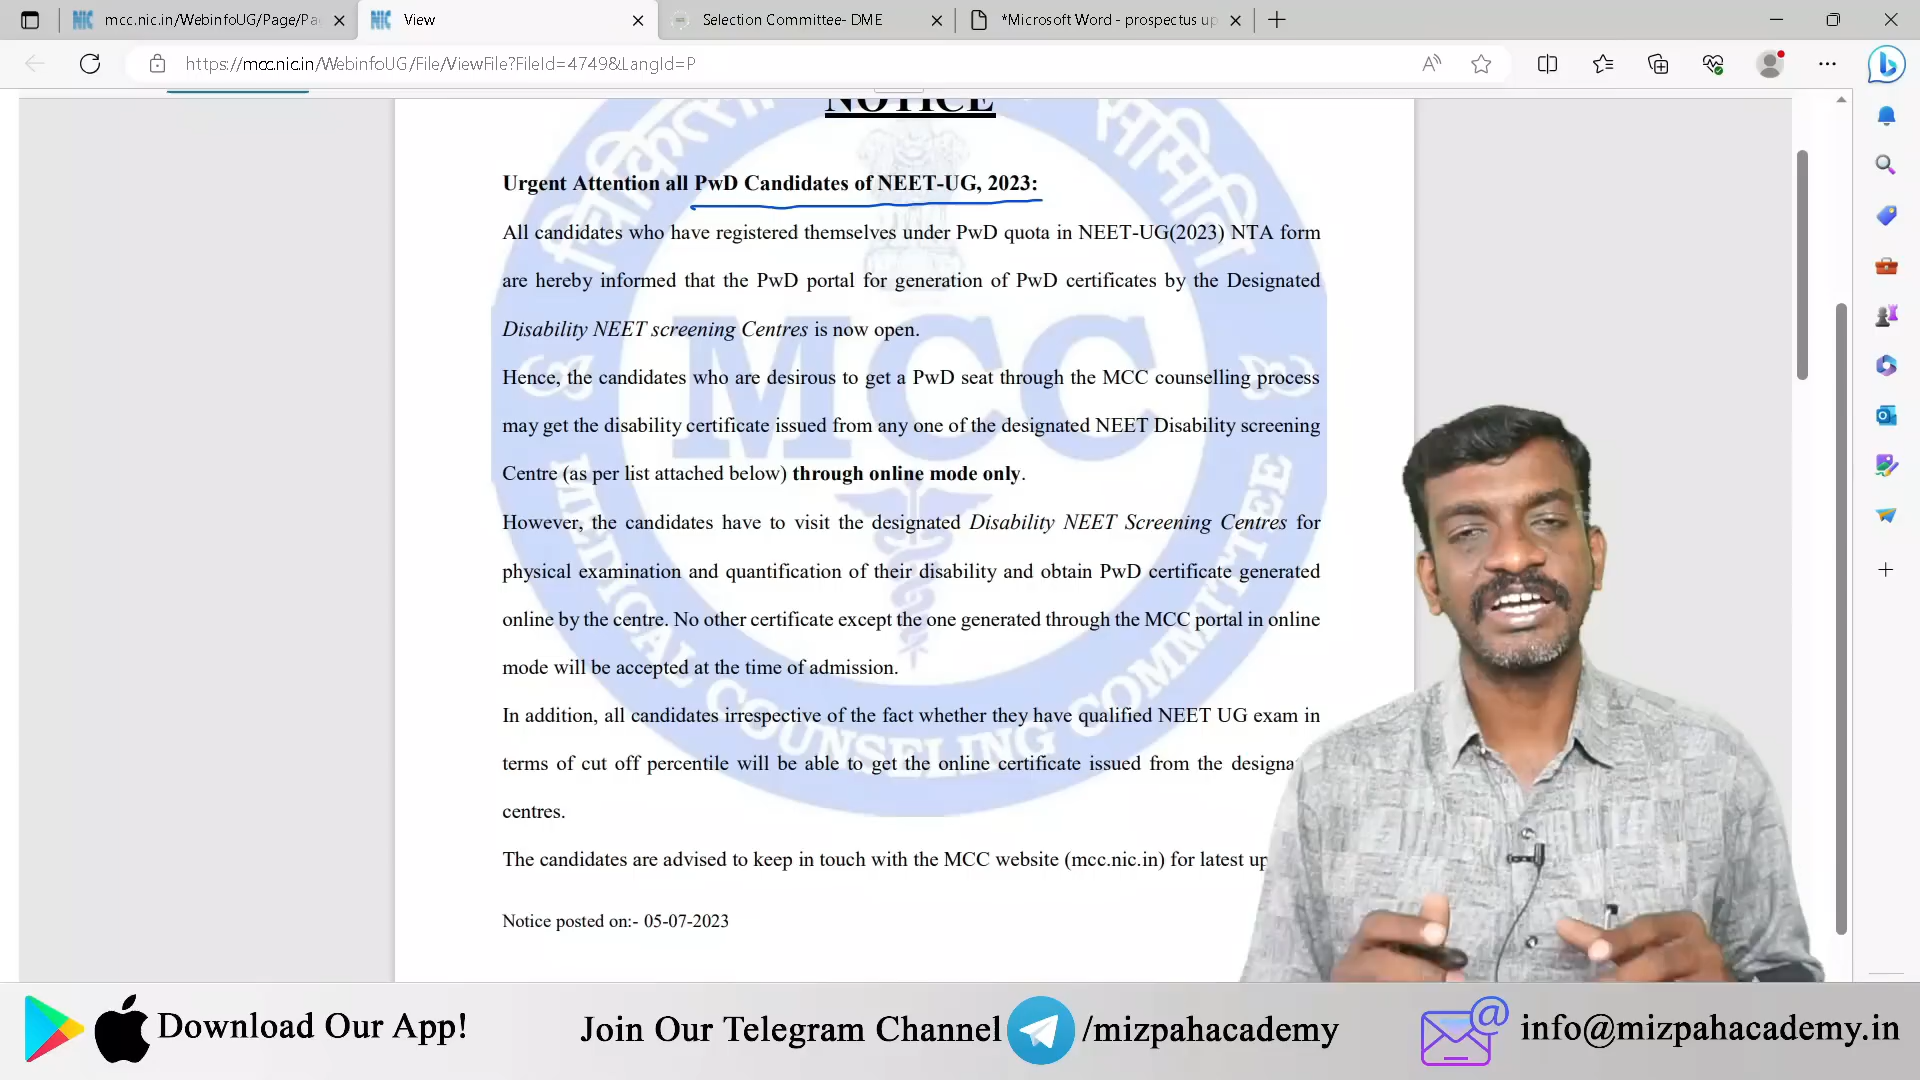 mcc.nic.in/WebinfoUG/Page/Pa
View
Selection Committee- DME
*Microsoft Word - prospectus up
https://mcc.nic.in/WebinfoUG/File/ViewFile?FileId=4749&LangId=P
NOTICE
Urgent Attention all PwD Candidates of NEET-UG, 2023:
All candidates who have registered themselves under PwD quota in NEET-UG(2023) NTA form
are hereby informed that the PwD portal for generation of PwD certificates by the Designated
Disability NEET screening Centres is now open.
Hence, the candidates who are desirous to get a PwD seat through the MCC counselling process
may get the disability certificate issued from any one of the designated NEET Disability screening
Centre (as per list attached below) through online mode only.
However, the candidates have to visit the designated Disability NEET Screening Centres for
physical examination and quantification of their disability and obtain PwD certificate generated
online by the centre. No other certificate except the one generated through the MCC portal in online
mode will be accepted at the time of admission.
In addition, all candidates irrespective of the fact whether they have qualified NEET UG exam in
terms of cut off percentile will be able to get the online certificate issued from the designa
centres.
The candidates are advised to keep in touch with the MCC website (mcc.nic.in) for latest up
Notice posted on:- 05-07-2023
MCC
MEDICAL COUNSELING COMMITTEE
Download Our App!
Join Our Telegram Channel /mizpahacademy
info@mizpahacademy.in